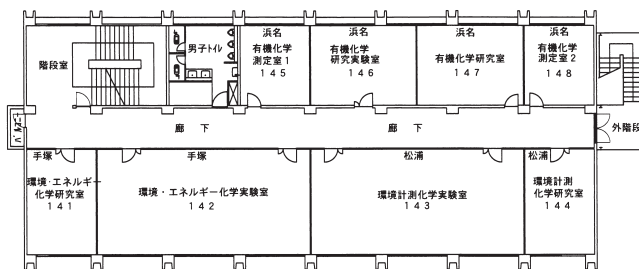 階段室
男子トイレ
浜名
有機化学
測定室1
145
浜名
有機化学
研究実験室
146
浜名
有機化学研究室
147
浜名
有機化学
測定室2
148
外階段
廊下
廊下
手塚
環境・エネルギー
化学研究室
141
手塚
環境・エネルギー化学実験室
142
松浦
環境計測化学実験室
143
松浦
環境計測
化学研究室
144